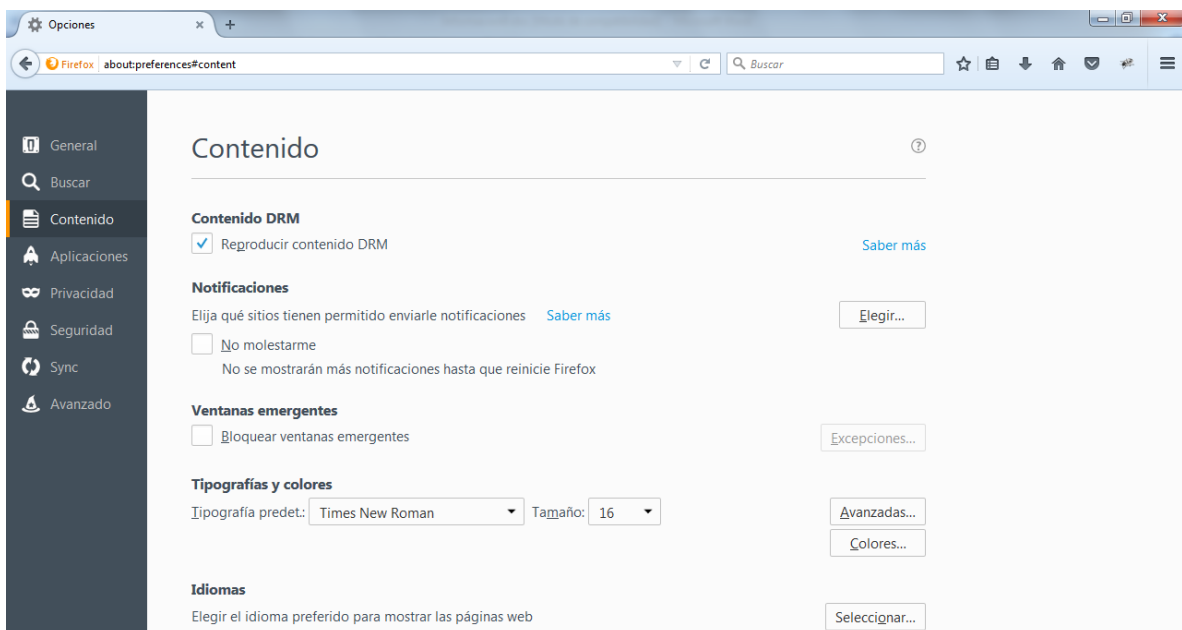 Opciones
Firefox about:preferences#content
Buscar
General
Buscar
Contenido
Aplicaciones
Privacidad
Seguridad
Sync
Avanzado
Contenido
Contenido DRM
Reproducir contenido DRM Saber más
Notificaciones
Elija qué sitios tienen permitido enviarle notificaciones Saber más Elegir...
No molestarme
No se mostrarán más notificaciones hasta que reinicie Firefox
Ventanas emergentes
Bloquear ventanas emergentes Excepciones...
Tipografías y colores
Tipografía predet.: Times New Roman Tamaño: 16 Avanzadas...
Colores...
Idiomas
Elegir el idioma preferido para mostrar las páginas web Seleccionar...